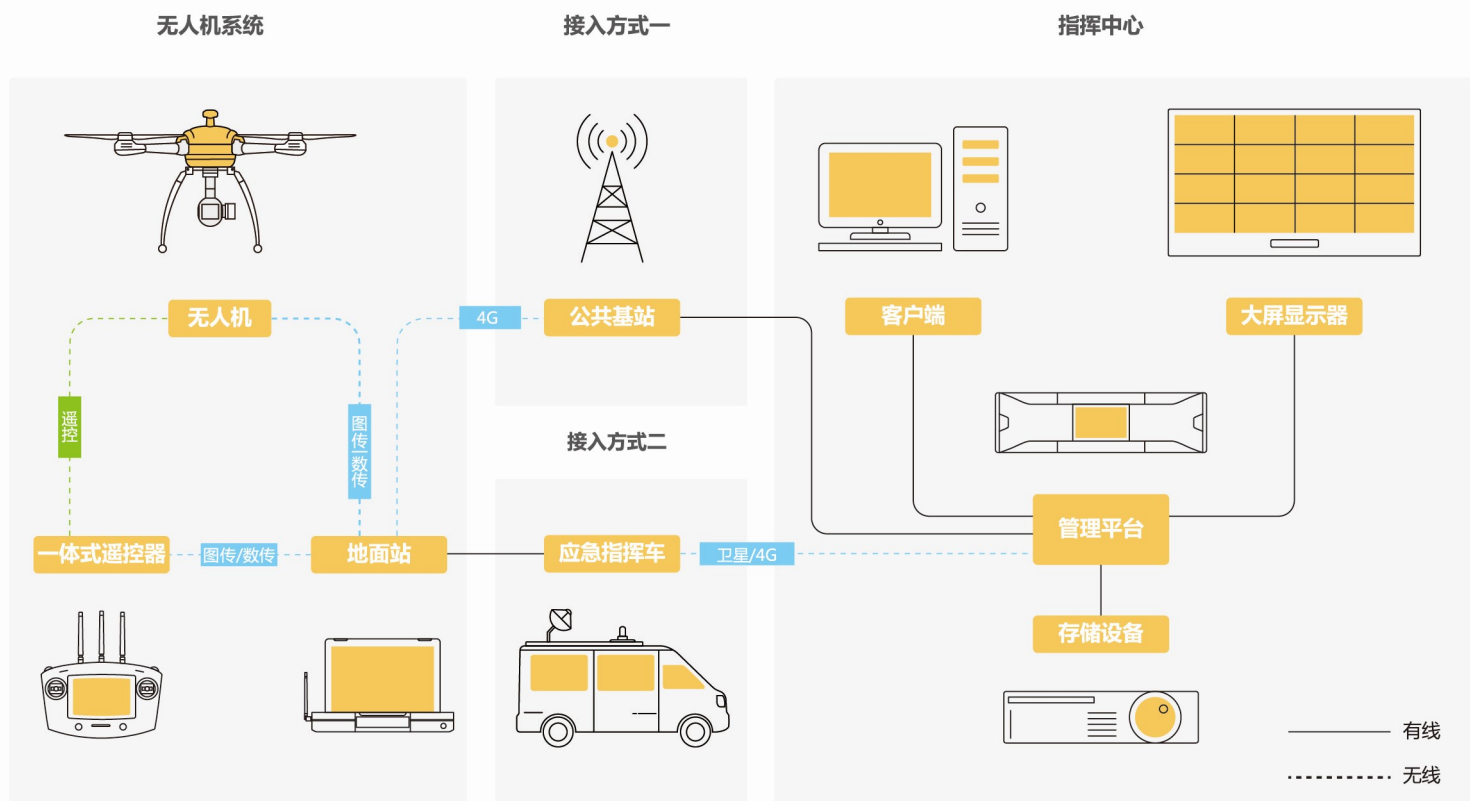 无人机系统
接入方式一
指挥中心
无人机
4G
公共基站
客户端
大屏显示器
遥控
图传/数传
接入方式二
一体式遥控器
图传/数传
地面站
应急指挥车
卫星/4G
管理平台
存储设备
有线
无线